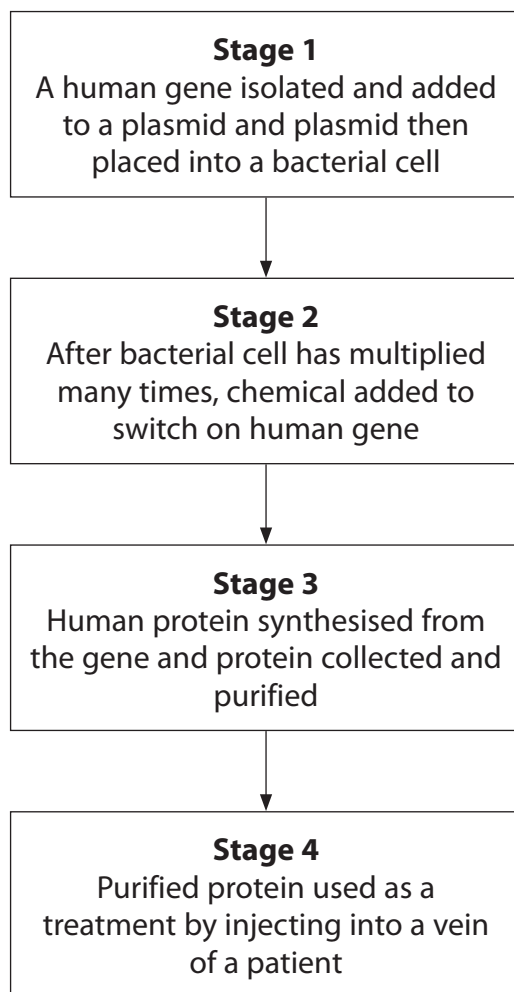 Stage 1
A human gene isolated and added
to a plasmid and plasmid then
placed into a bacterial cell
Stage 2
After bacterial cell has multiplied
many times, chemical added to
switch on human gene
Stage 3
Human protein synthesised from
the gene and protein collected and
purified
Stage 4
Purified protein used as a
treatment by injecting into a vein
of a patient